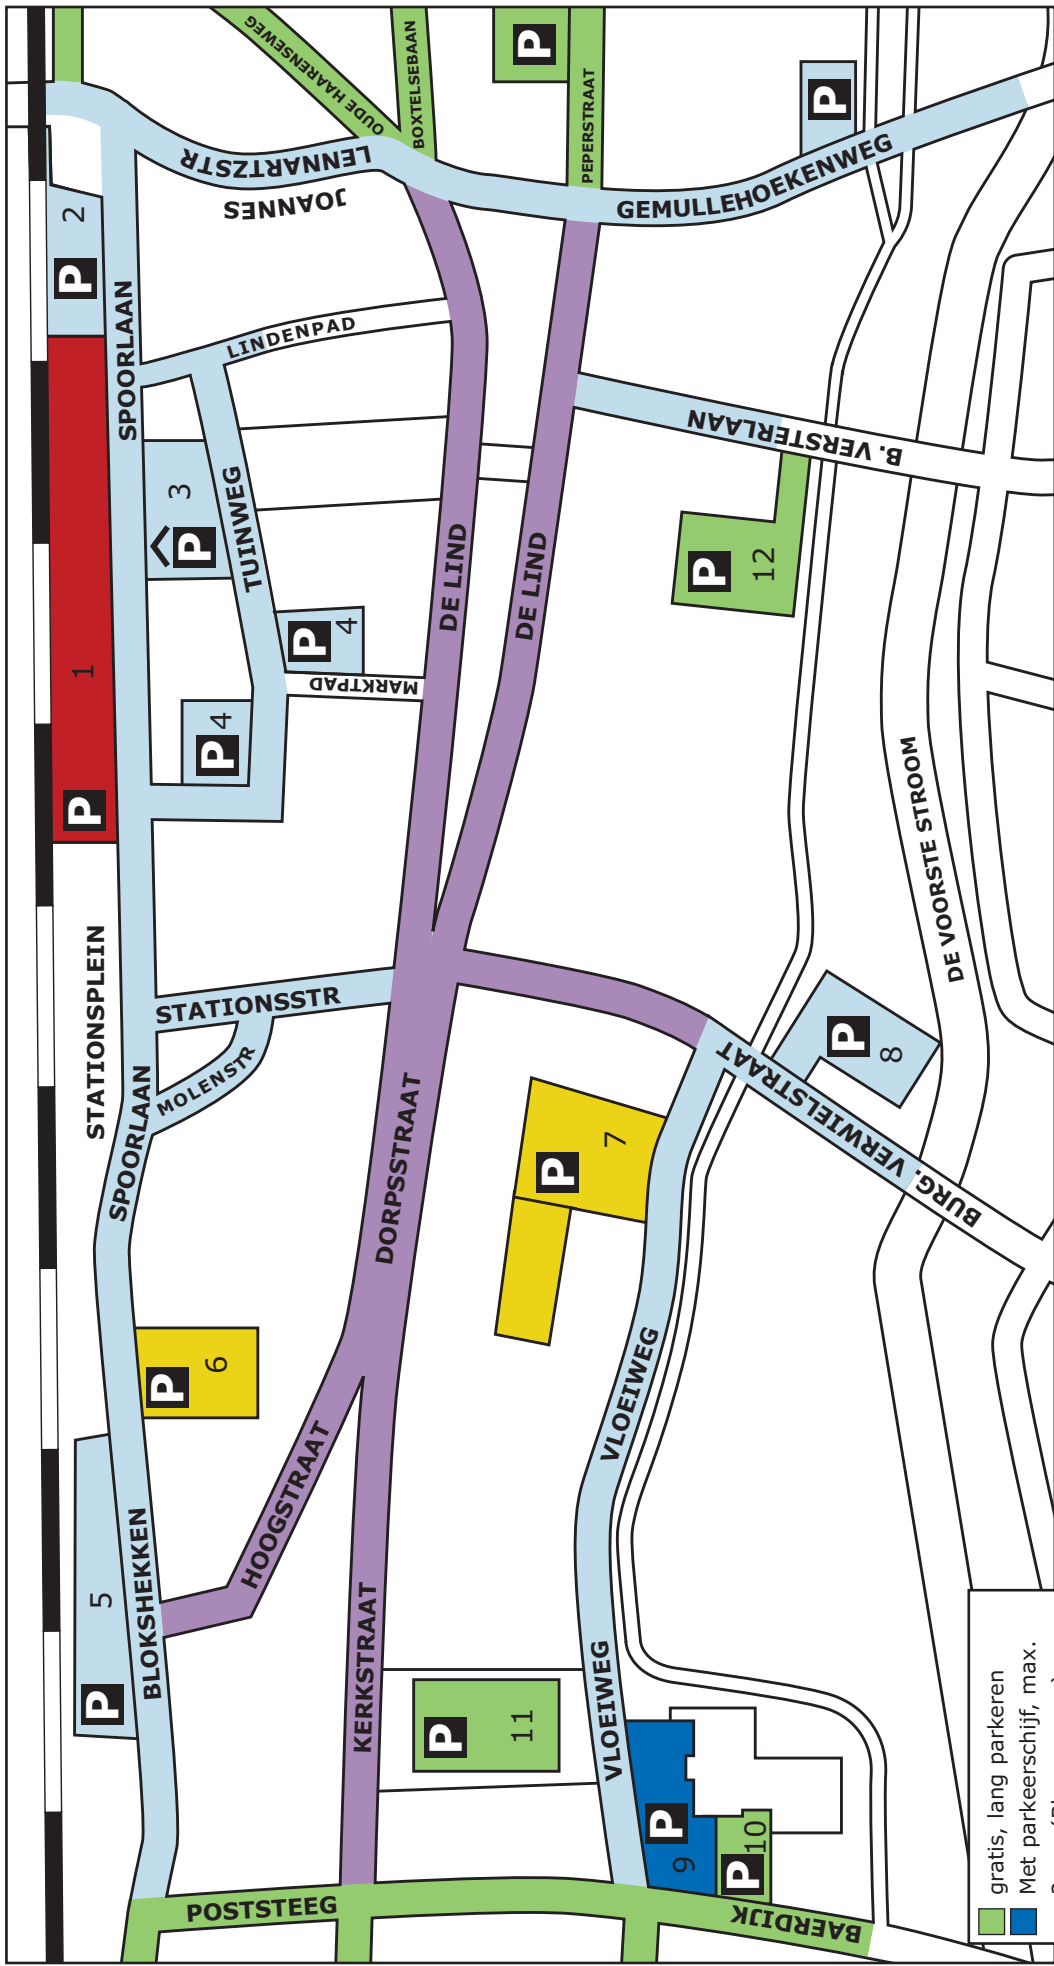 OUDE HAARENSEWEG
BOXTELSEBAAN
P
PEPERSTRAAT
P
LENNARTZSTR
JOANNES
GEMULLEHOEKENWEG
2
P
SPOORLAAN
LINDENPAD
B. VERSTERLAAN
3
P
TUINWEG
DE LIND
DE LIND
P
12
1
P
P
4
MARKTPAD
P
4
STATIONSPLEIN
STATIONSSTR
MOLENSTR
SPOORLAAN
DE VOORSTE STROOM
P
8
BURG. VERWIELSTRAAT
DORPSSTRAAT
P
7
P
6
VLOEIWEG
HOOGSTRAAT
5
P
BLOKSHEKKEN
KERKSTRAAT
P
11
VLOEIWEG
P
9
P
10
POSTSTEEG
BAERDIJK
gratis, lang parkeren
Met parkeerschijf, max.